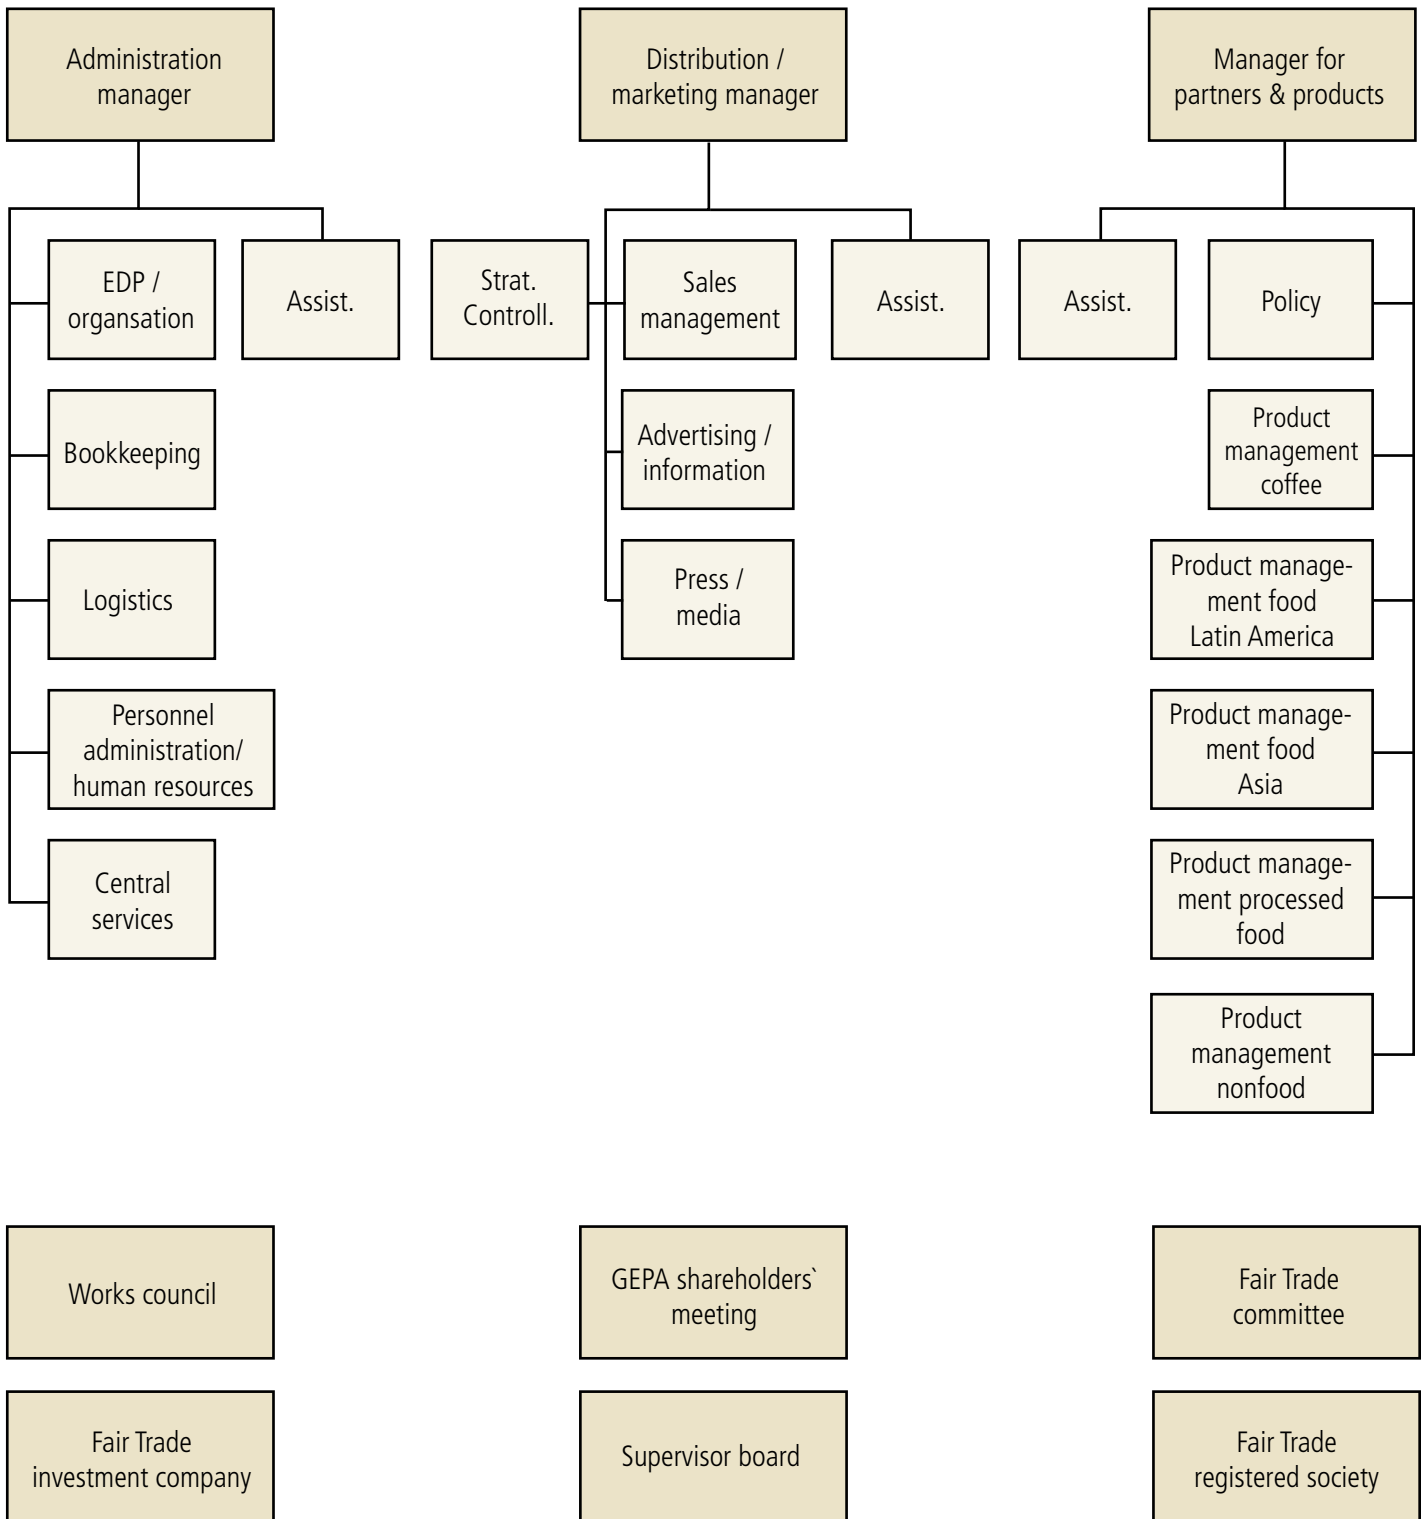 Administration
manager
Distribution /
marketing manager
Manager for
partners & products
EDP /
organsation
Assist.
Strat.
Controll.
Sales
management
Assist.
Assist.
Policy
Bookkeeping
Advertising /
information
Product
management
coffee
Logistics
Press /
media
Product manage-
ment food
Latin America
Personnel
administration/
human resources
Product manage-
ment food
Asia
Central
services
Product manage-
ment processed
food
Product
management
nonfood
Works council
GEPA shareholders`
meeting
Fair Trade
committee
Fair Trade
investment company
Supervisor board
Fair Trade
registered society